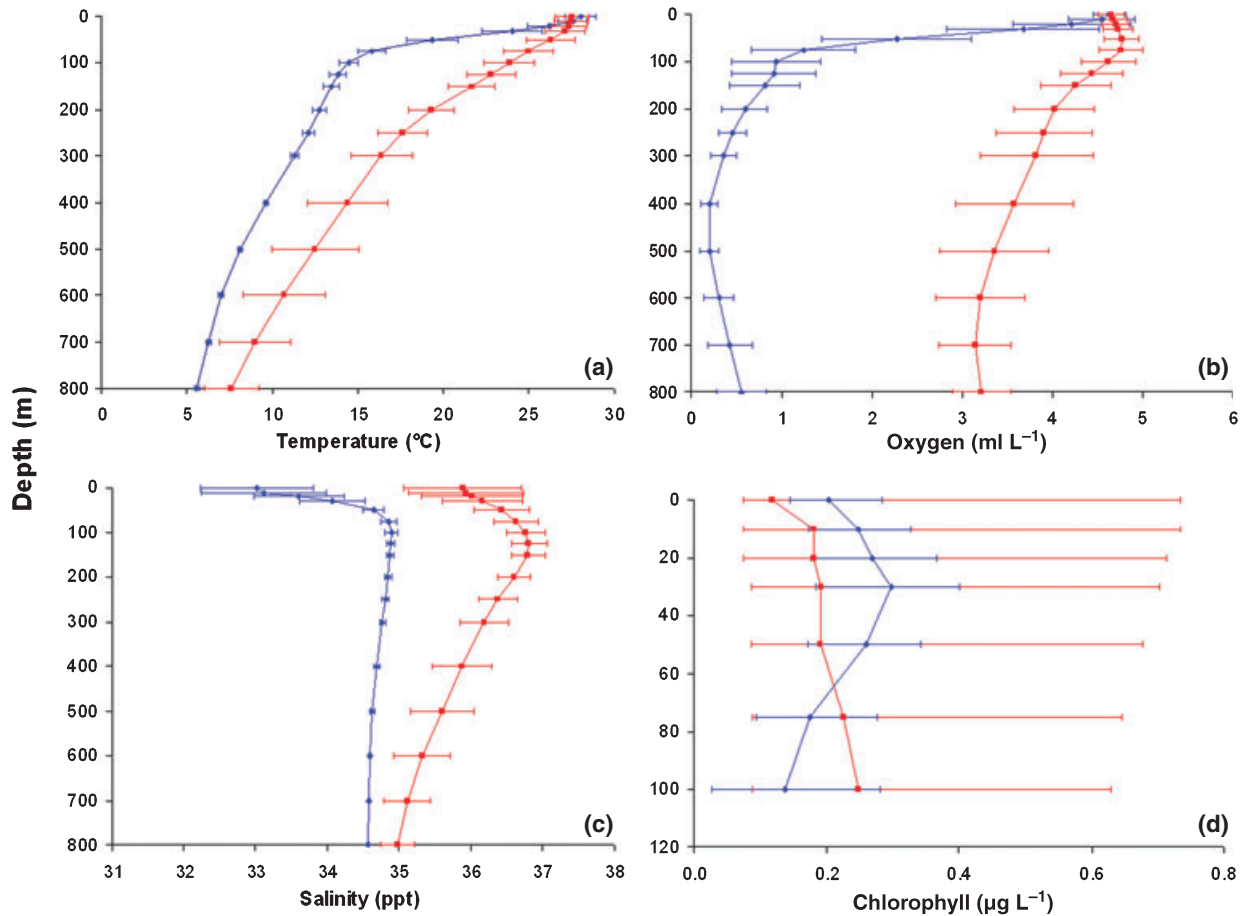 Depth (m)
0
100
200
300
400
500
600
700
800
0 5 10 15 20 25 30
Temperature (°C)
(a)
0
100
200
300
400
500
600
700
800
0 1 2 3 4 5 6
Oxygen (ml L⁻¹)
(b)
0
100
200
300
400
500
600
700
800
31 32 33 34 35 36 37 38
Salinity (ppt)
(c)
0
20
40
60
80
100
120
0.0 0.2 0.4 0.6 0.8
Chlorophyll (µg L⁻¹)
(d)